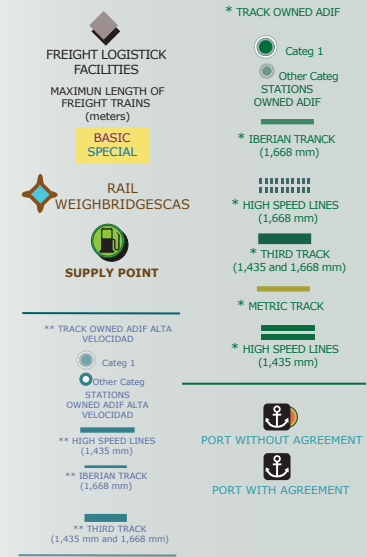 FREIGHT LOGISTICK
FACILITIES
MAXIMUN LENGTH OF
FREIGHT TRAINS
(meters)
BASIC
SPECIAL
RAIL
WEIGHBRIDGESCAS
SUPPLY POINT
** TRACK OWNED ADIF ALTA
VELOCIDAD
Categ 1
Other Categ
STATIONS
OWNED ADIF ALTA
VELOCIDAD
** HIGH SPEED LINES
(1,435 mm)
** IBERIAN TRACK
(1,668 mm)
** THIRD TRACK
(1,435 mm and 1,668 mm)
* TRACK OWNED ADIF
Categ 1
Other Categ
STATIONS
OWNED ADIF
* IBERIAN TRANCK
(1,668 mm)
* HIGH SPEED LINES
(1,668 mm)
* THIRD TRACK
(1,435 and 1,668 mm)
* METRIC TRACK
* HIGH SPEED LINES
(1,435 mm)
PORT WITHOUT AGREEMENT
PORT WITH AGREEMENT